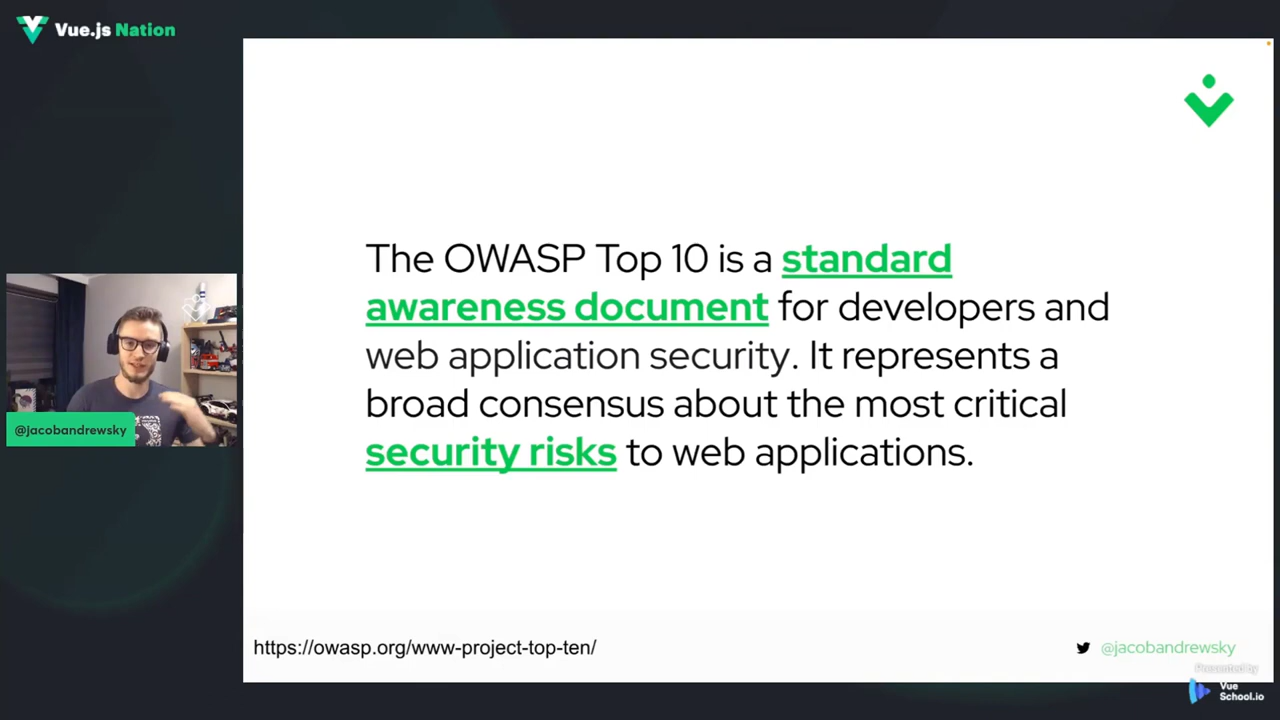 Vue.js Nation
The OWASP Top 10 is a standard
awareness document for developers and
web application security. It represents a
broad consensus about the most critical
security risks to web applications.
@jacobandrewsky
https://owasp.org/www-project-top-ten/
@jacobandrewsky
Presented by
Vue
School.io